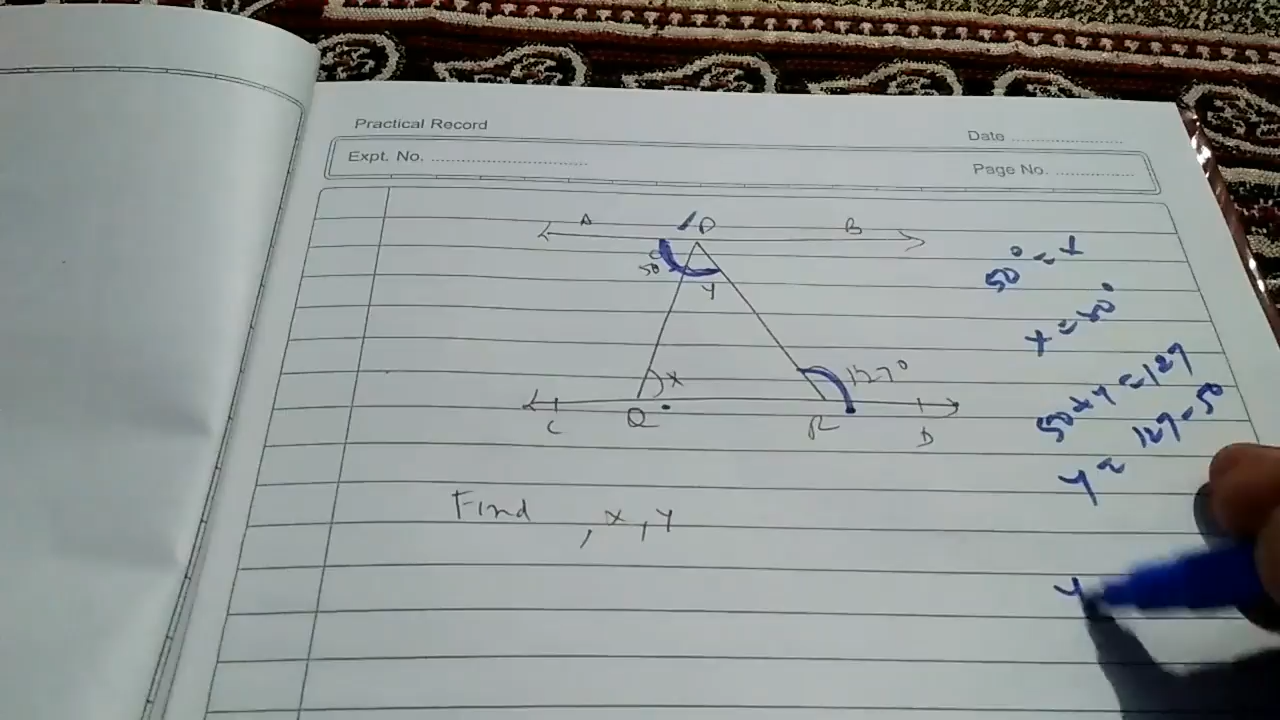 Practical Record
Date ....................
Expt. No. ....................
Page No. ....................
A P B
50° = x
50 y
x = 50°
x 127°
50 + y = 127
C Q R D
y = 127 - 50
Find , x, y
y